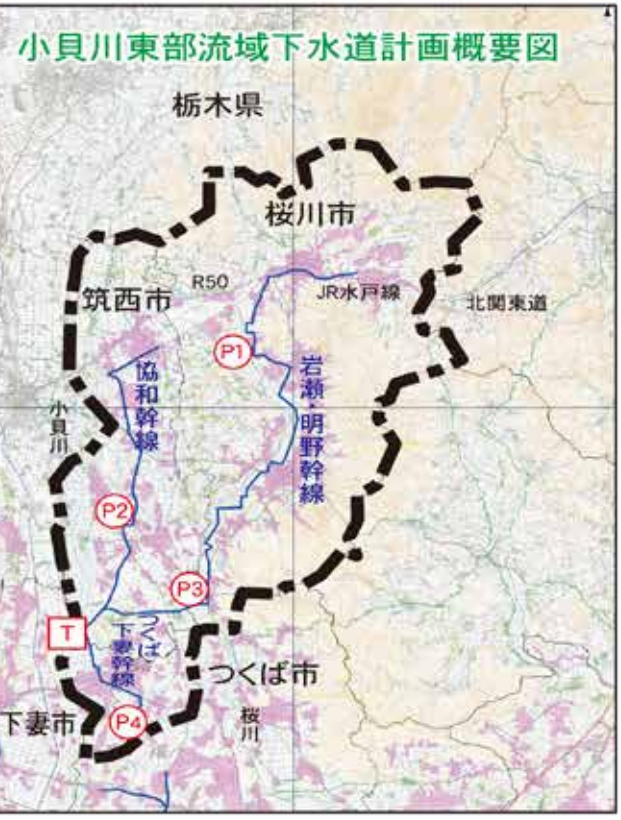 小貝川東部流域下水道計画概要図
栃木県
桜川市
R50
JR水戸線
筑西市
北関東道
P1
協和幹線
岩瀬・明野幹線
小貝川
P2
P3
T
つくば
下妻幹線
つくば市
下妻市
P4
桜川